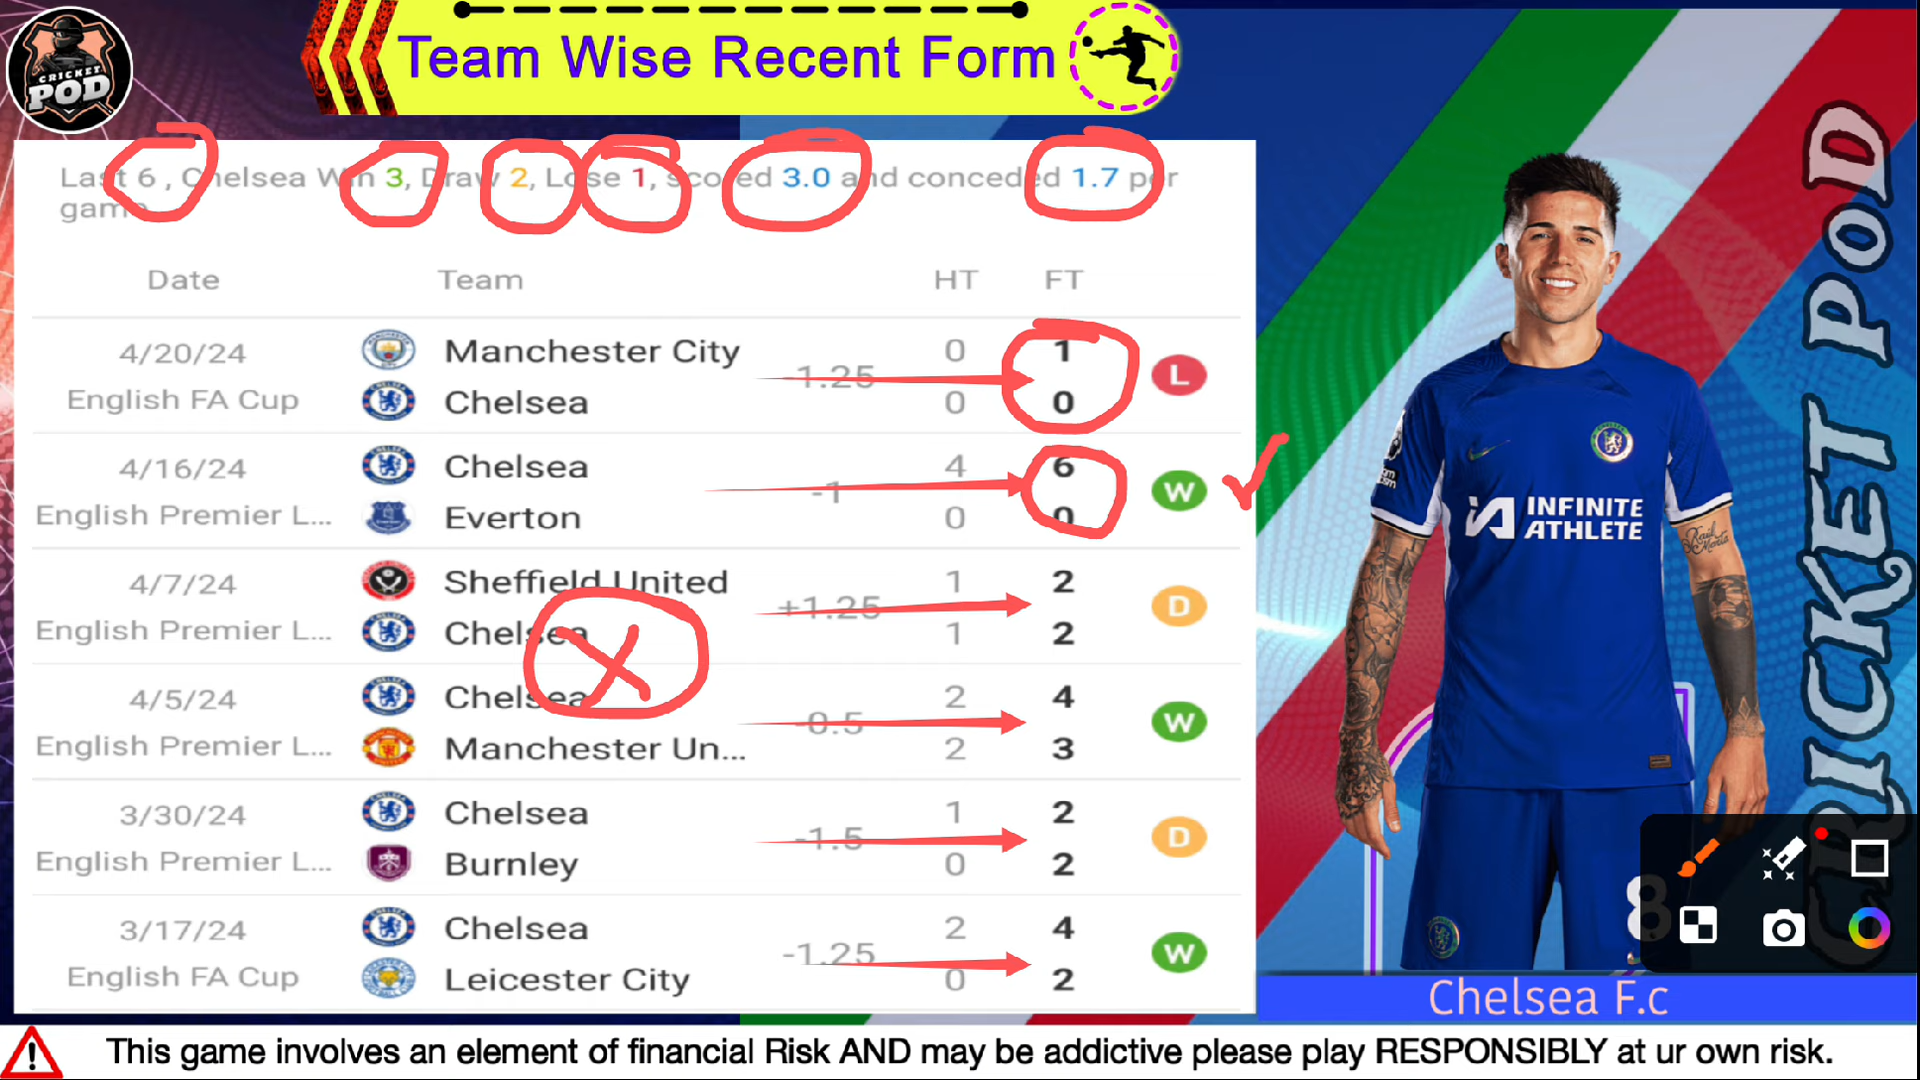 CRICKET
POD
Team Wise Recent Form
Last 6 , Chelsea Win 3, Draw 2, Lose 1, scored 3.0 and conceded 1.7 per
game
Date Team HT FT
4/20/24 Manchester City 0 1
-1.25 L
English FA Cup Chelsea 0 0
4/16/24 Chelsea 4 6
-1 W
English Premier L... Everton 0 0
4/7/24 Sheffield United 1 2
+1.25 D
English Premier L... Chelsea 1 2
4/5/24 Chelsea 2 4
-0.5 W
English Premier L... Manchester Un... 2 3
3/30/24 Chelsea 1 2
-1.5 D
English Premier L... Burnley 0 2
3/17/24 Chelsea 2 4
-1.25 W
English FA Cup Leicester City 0 2
INFINITE
ATHLETE
8
CRICKET POD
Chelsea F.c
This game involves an element of financial Risk AND may be addictive please play RESPONSIBLY at ur own risk.